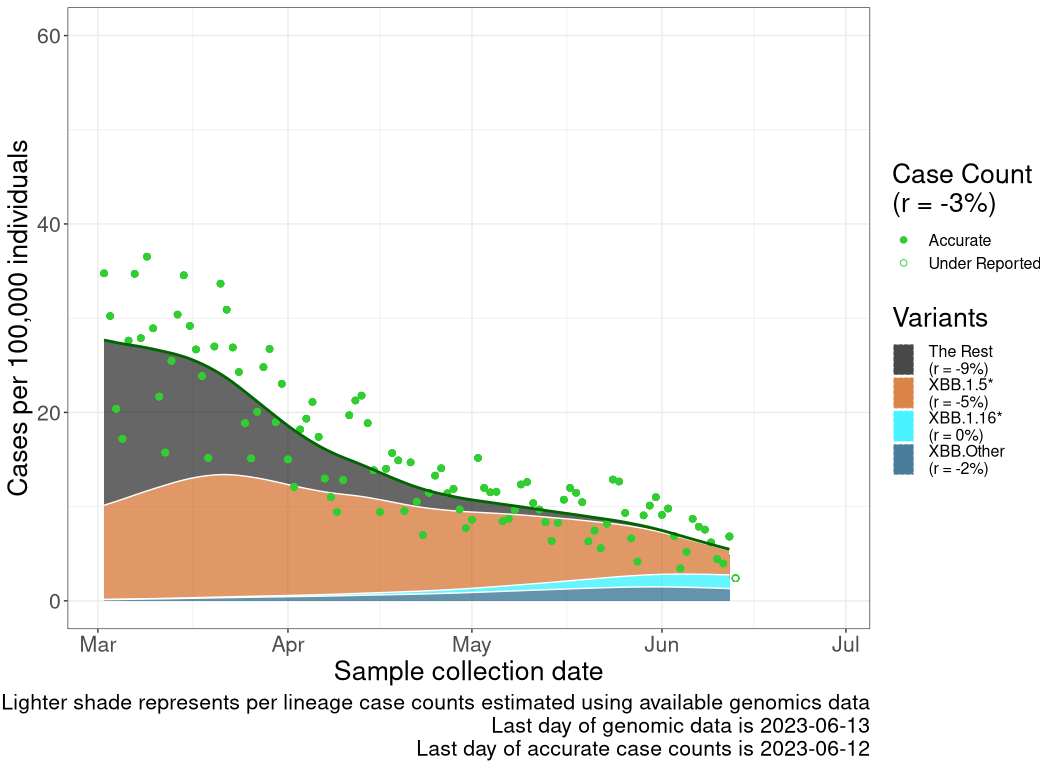 60
40
20
0
Cases per 100,000 individuals
Mar Apr May Jun Jul
Sample collection date
Case Count
(r = -3%)
Accurate
Under Reported
Variants
The Rest
(r = -9%)
XBB.1.5*
(r = -5%)
XBB.1.16*
(r = 0%)
XBB.Other
(r = -2%)
Lighter shade represents per lineage case counts estimated using available genomics data
Last day of genomic data is 2023-06-13
Last day of accurate case counts is 2023-06-12